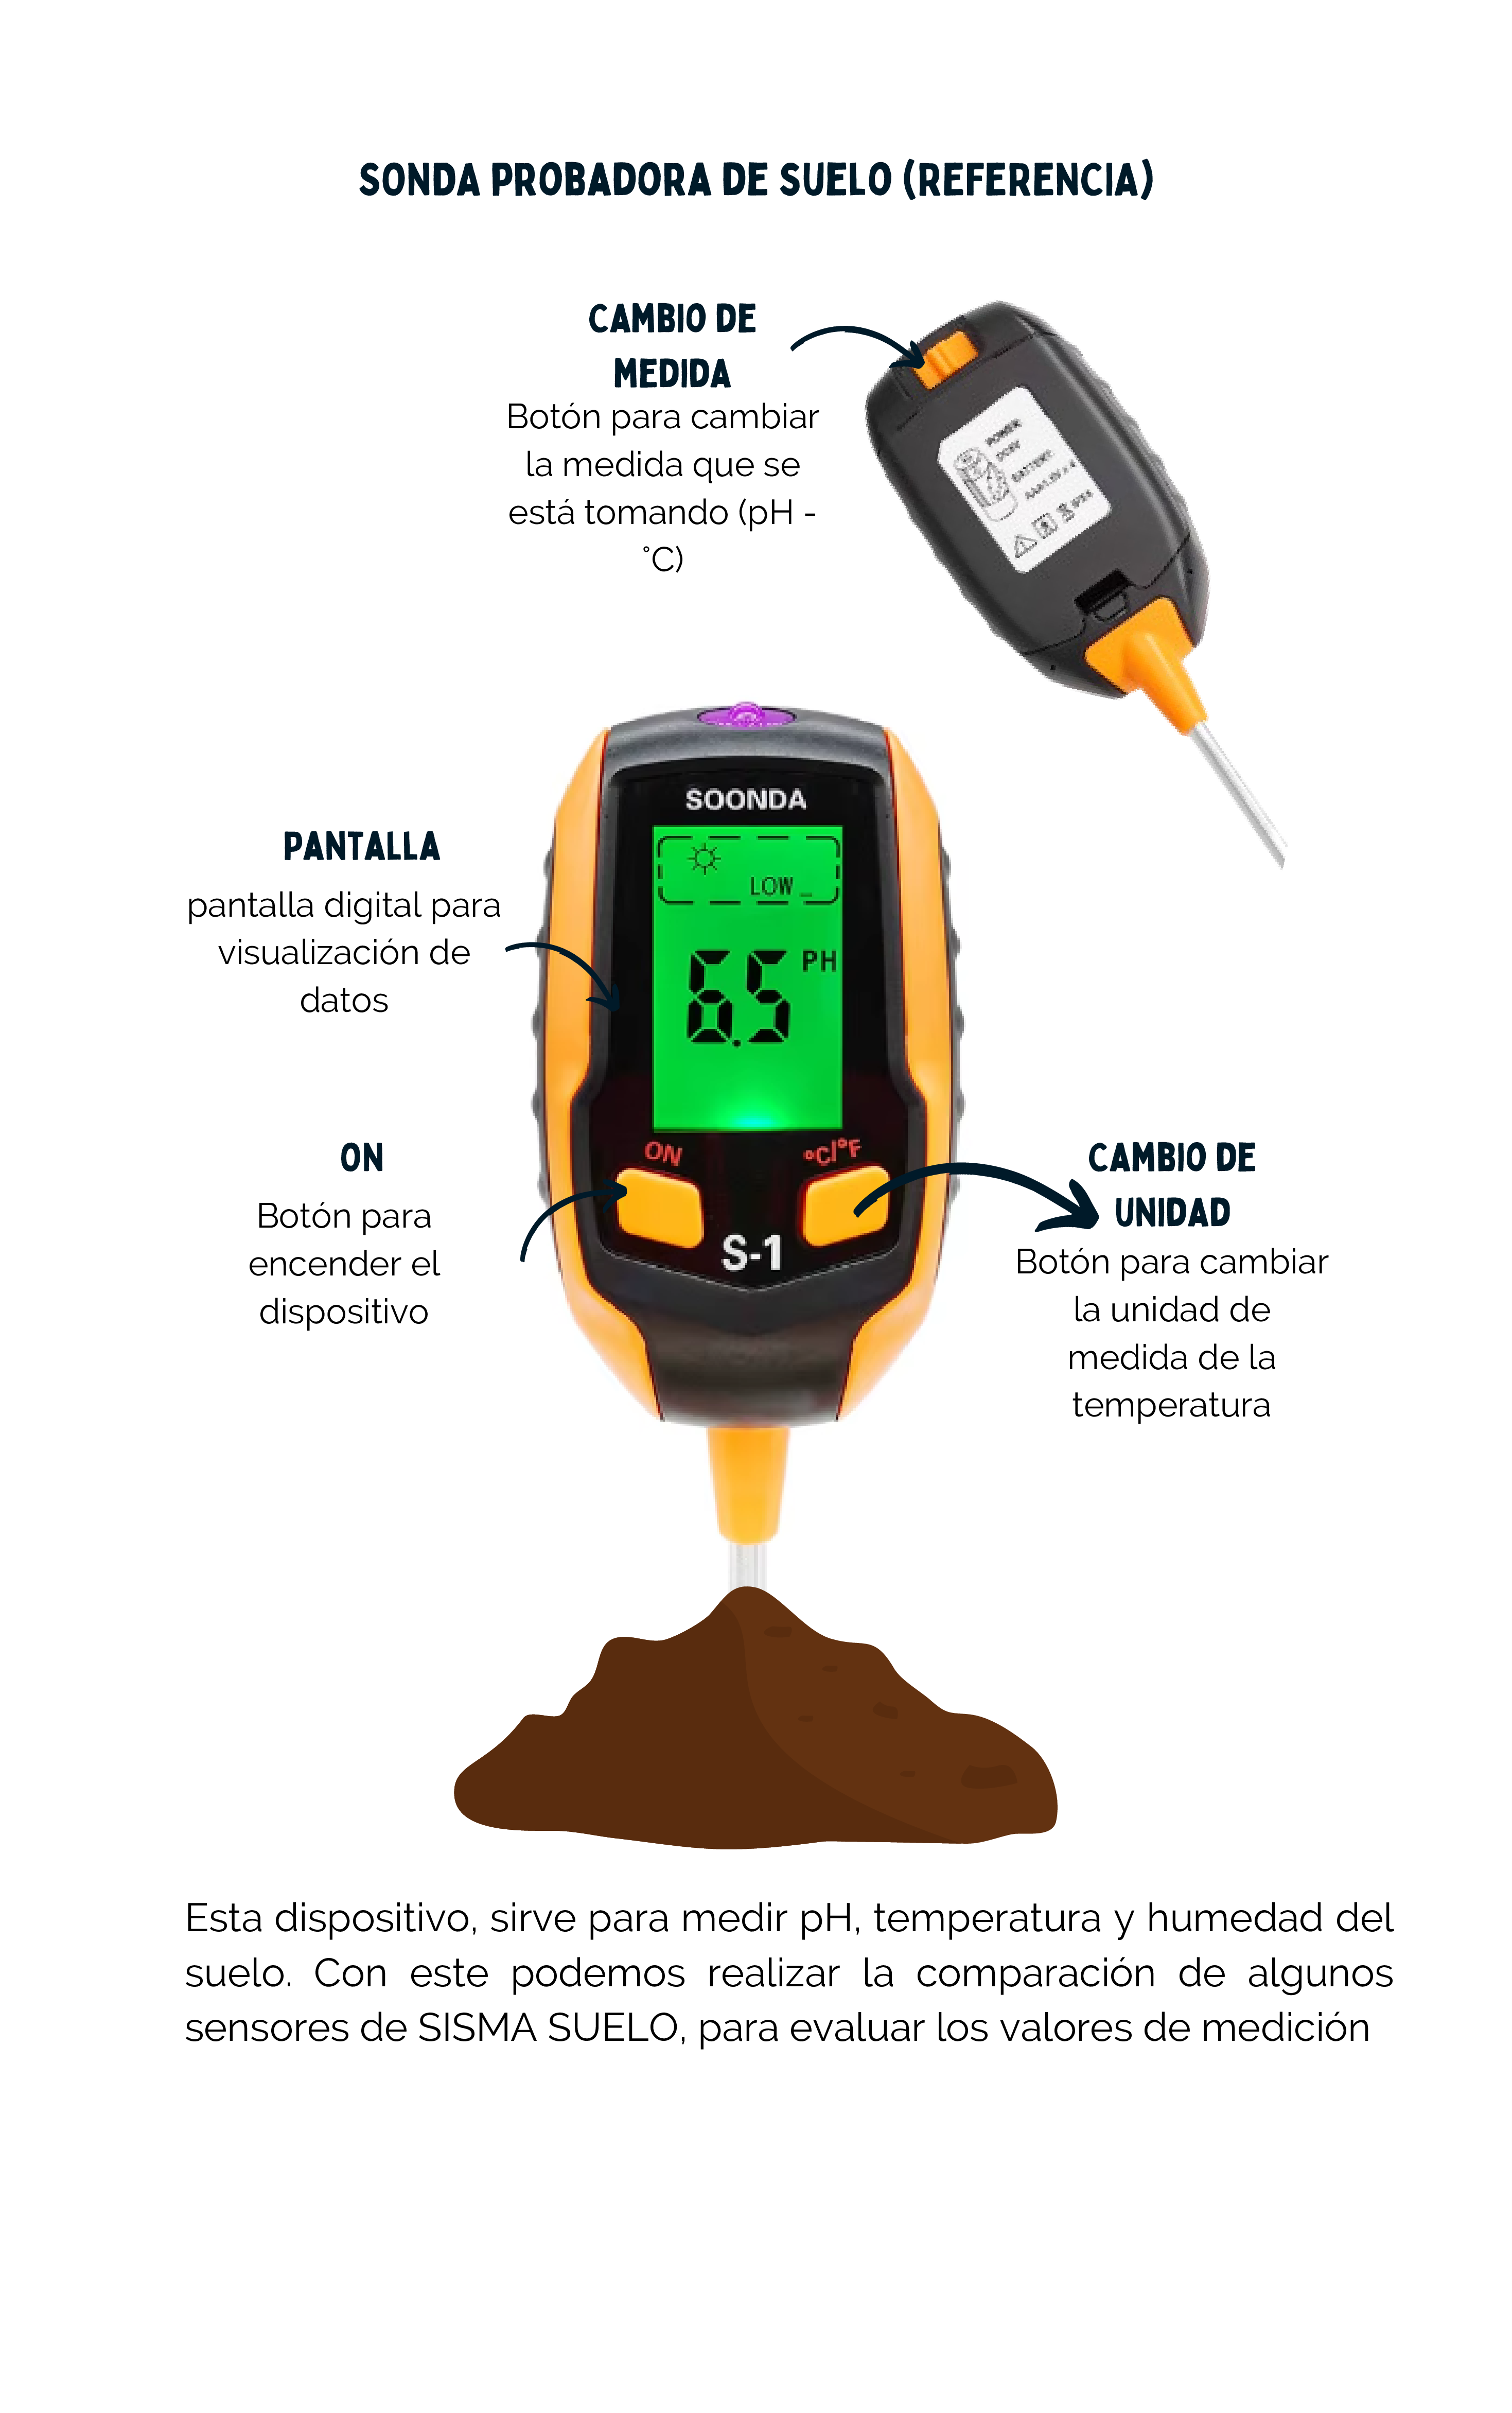 SONDA PROBADORA DE SUELO (REFERENCIA)
CAMBIO DE
MEDIDA
Botón para cambiar
la medida que se
está tomando (pH -
°C)
POWER
BATTERY
PANTALLA
pantalla digital para
visualización de
datos
SOONDA
LOW
6.5 PH
ON
°C/°F
S-1
ON
Botón para
encender el
dispositivo
CAMBIO DE
UNIDAD
Botón para cambiar
la unidad de
medida de la
temperatura
Esta dispositivo, sirve para medir pH, temperatura y humedad del
suelo. Con este podemos realizar la comparación de algunos
sensores de SISMA SUELO, para evaluar los valores de medición